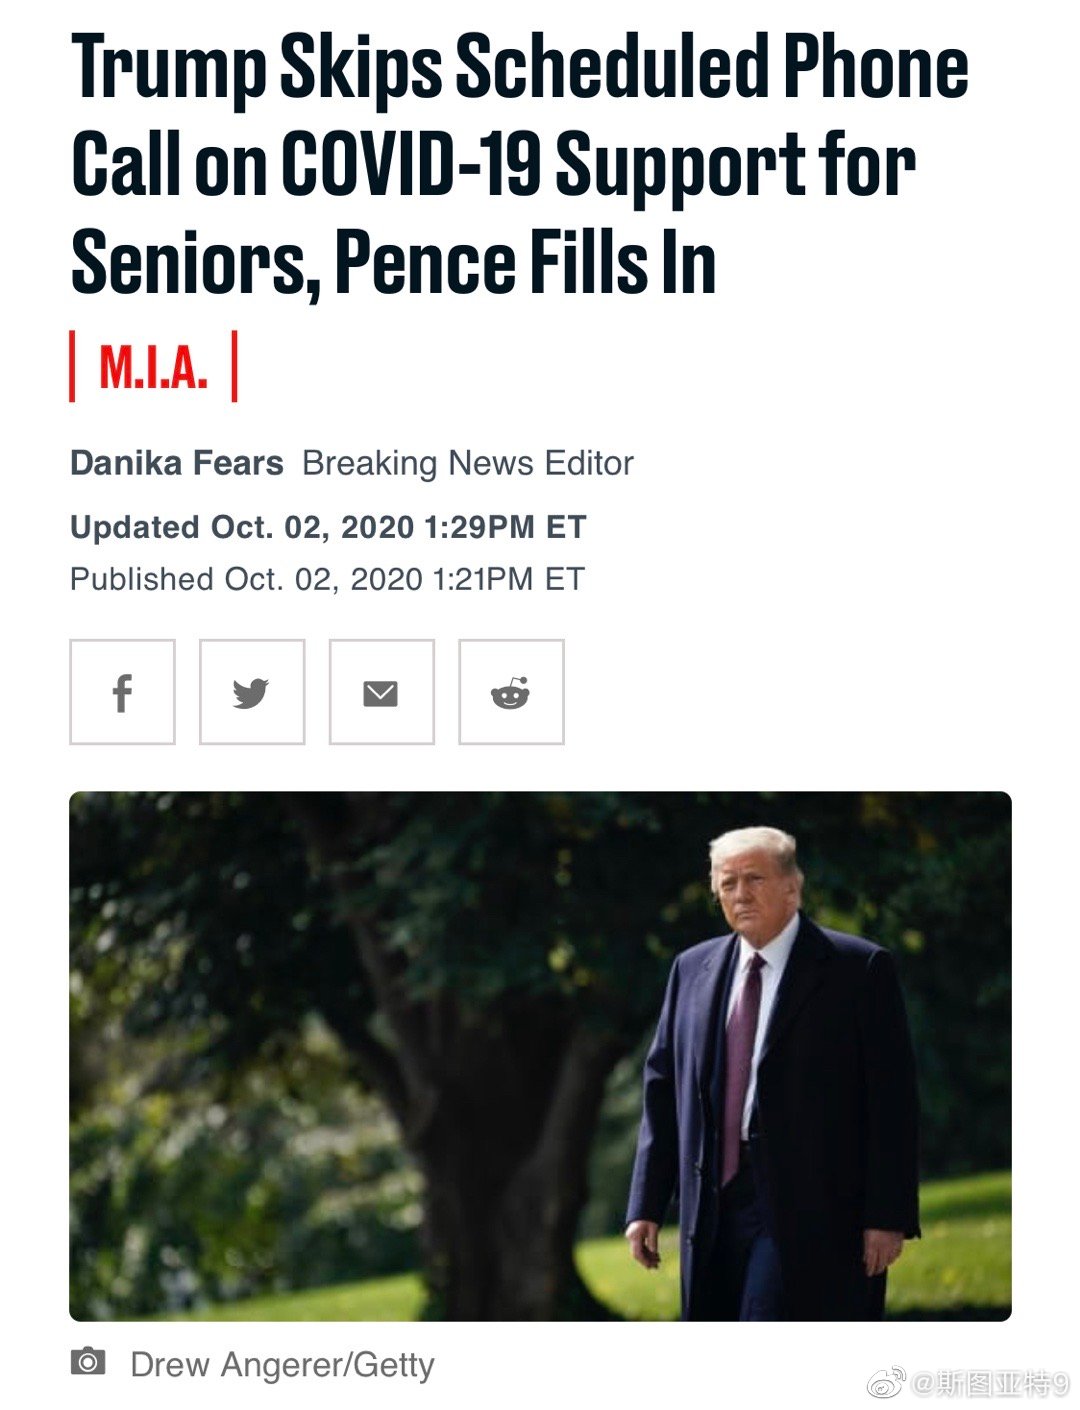 Trump Skips Scheduled Phone
Call on COVID-19 Support for
Seniors, Pence Fills In
M.I.A.
Danika Fears Breaking News Editor
Updated Oct. 02, 2020 1:29PM ET
Published Oct. 02, 2020 1:21PM ET
Drew Angerer/Getty
@斯图亚特9